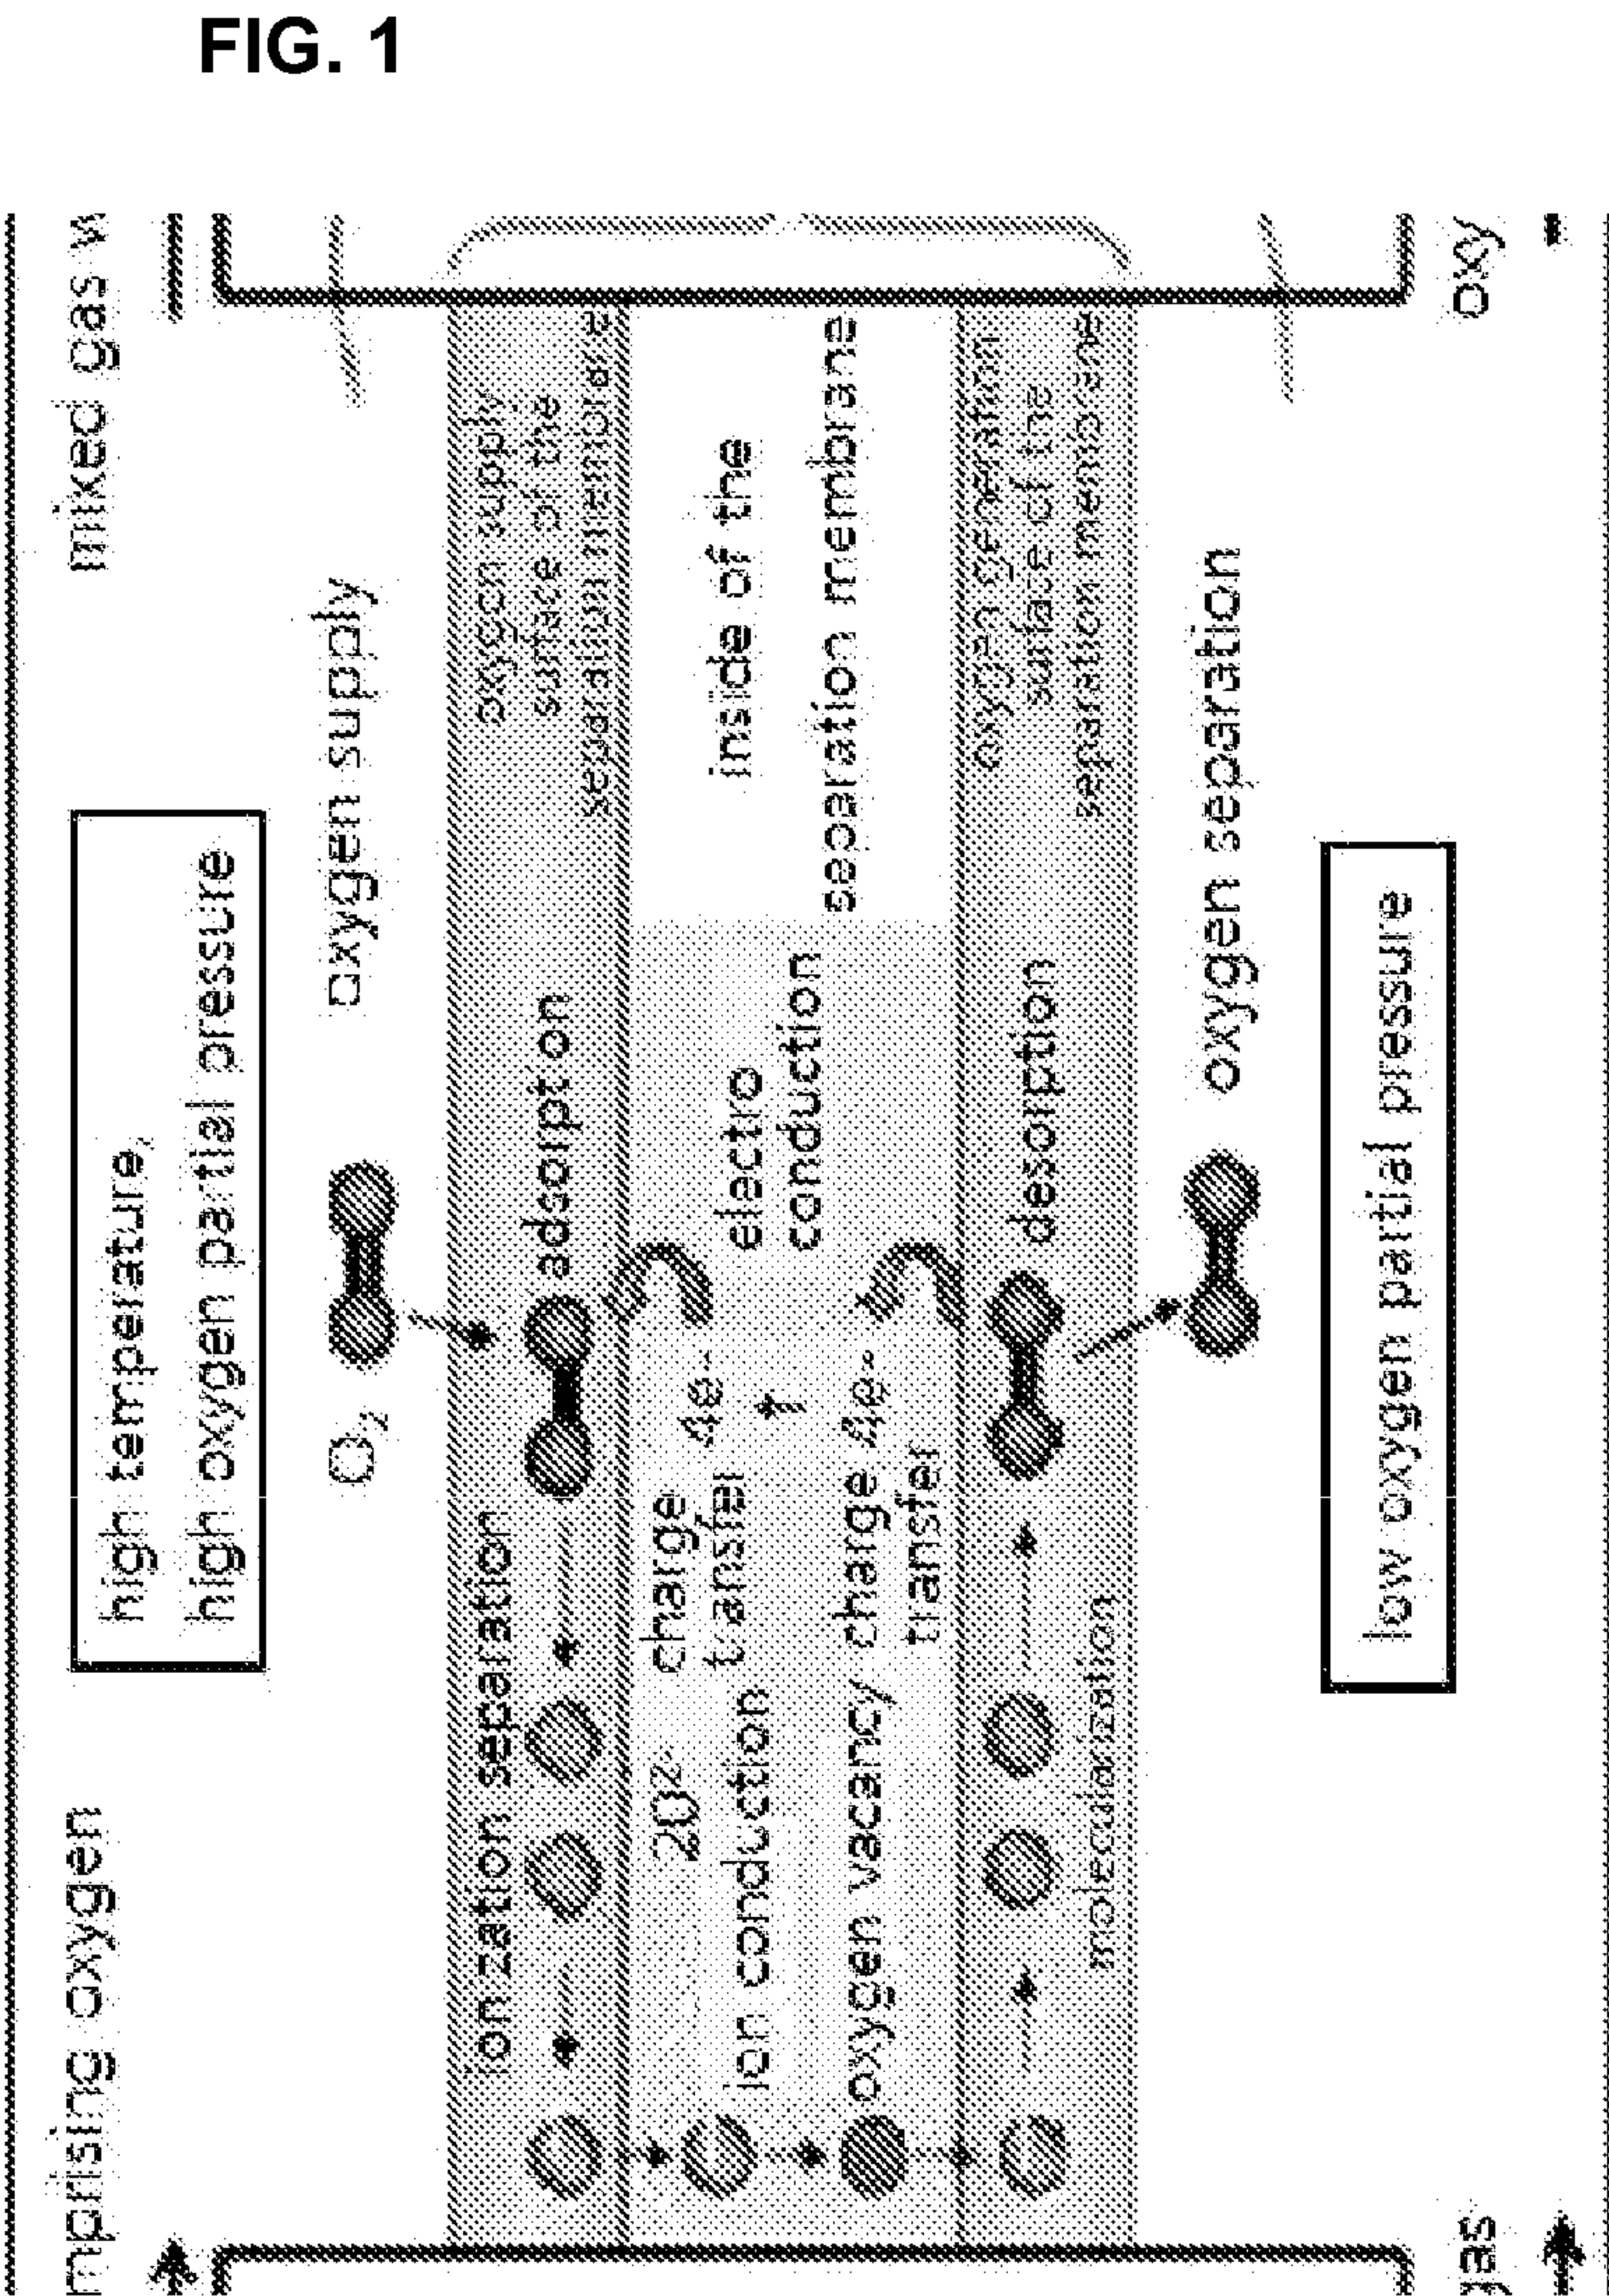 FIG. 1
mprising oxygen
mixed gas w
high temperature,
high oxygen partial pressure
O₂
oxygen supply
ionization separation
adsorption
oxygen supply
surface of the
separation membrane
2O²⁻
charge
transfer
4e-
ion conduction
electro
conduction
inside of the
separation membrane
oxygen vacancy
charge
transfer
4e-
molecularization
desorption
oxygen generation
surface of the
separation membrane
oxygen separation
low oxygen partial pressure
gas
oxy